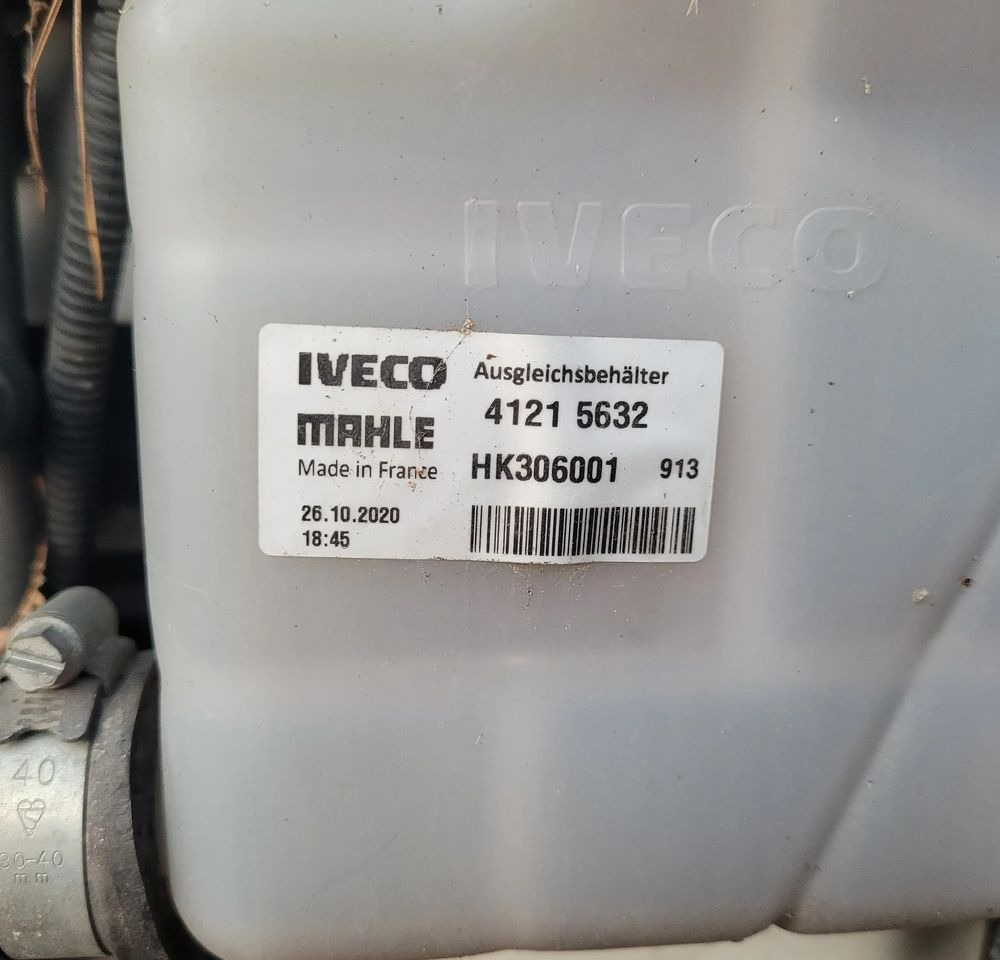 IVECO
IVECO
MAHLE
Made in France
26.10.2020
18:45
Ausgleichsbehälter
4121 5632
HK306001 913
40
30-40
mm